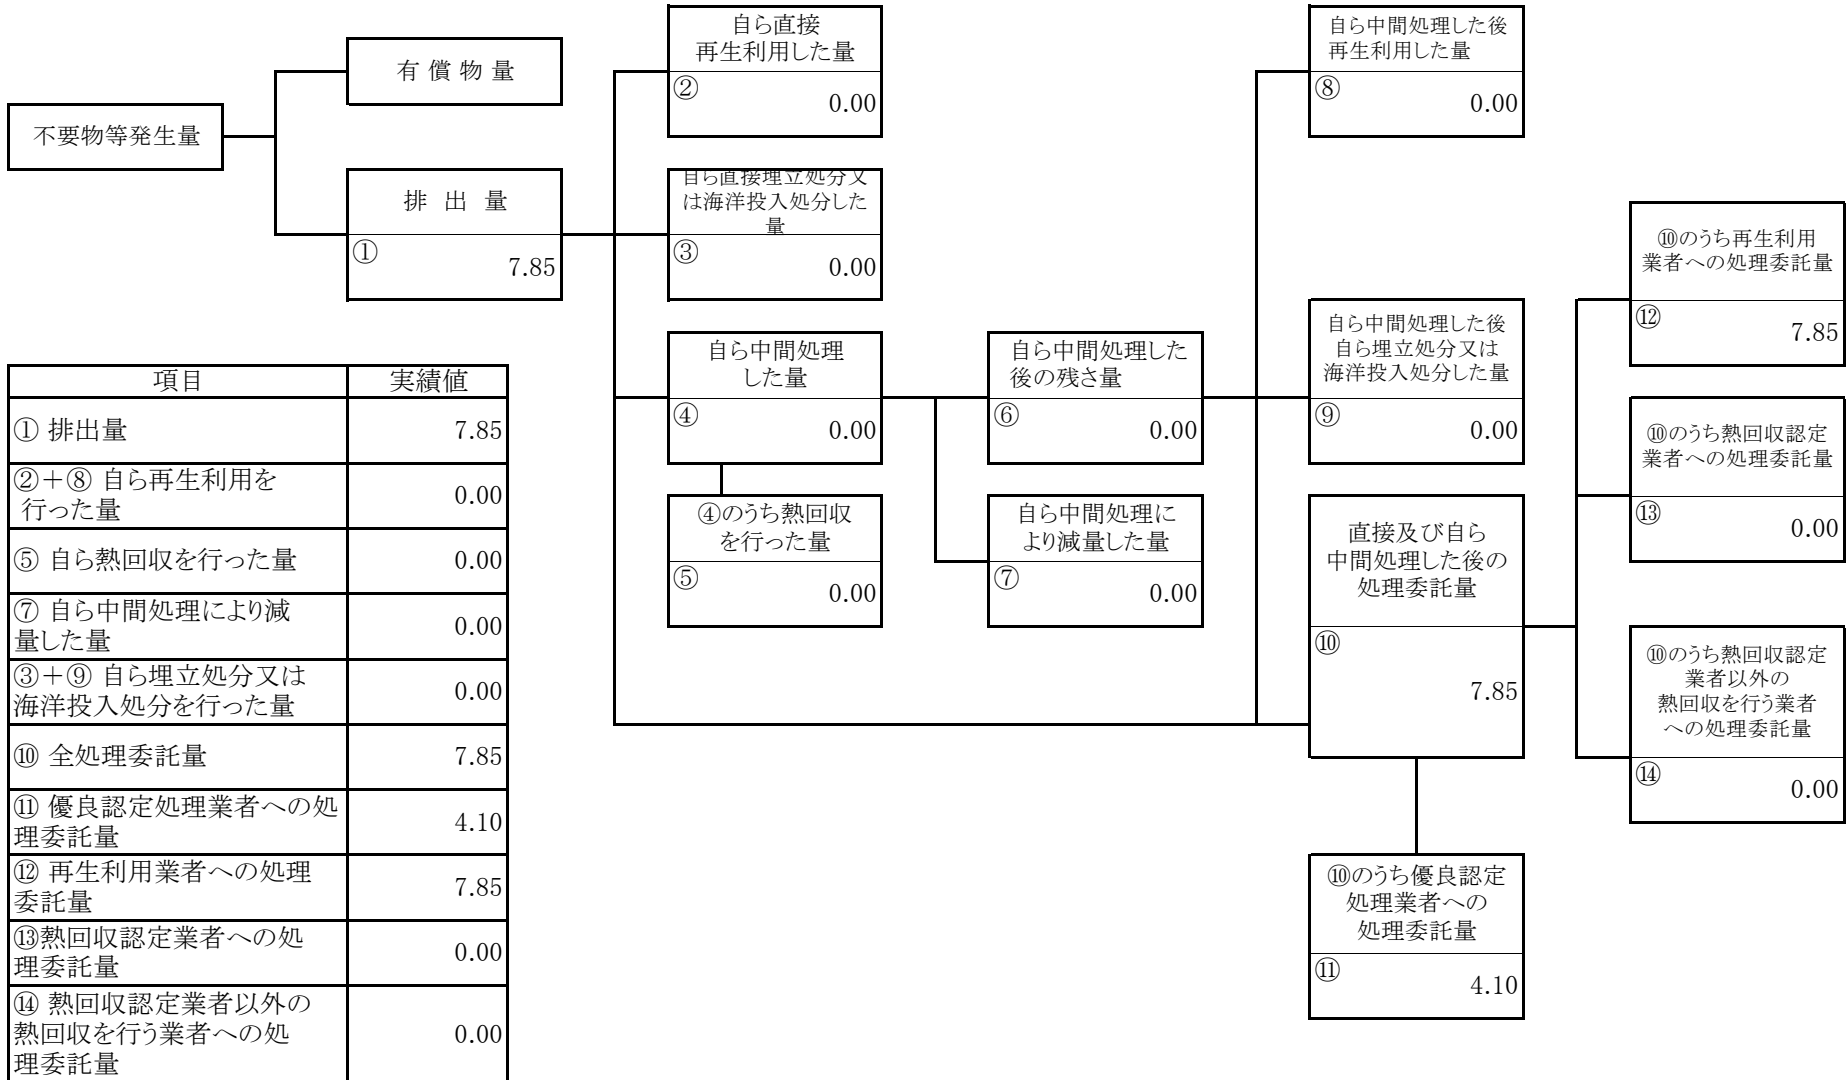 不要物等発生量
有 償 物 量
排 出 量
①
7.85
自ら直接
再生利用した量
②
0.00
自ら直接埋立処分又
は海洋投入処分した
量
③
0.00
自ら中間処理
した量
④
0.00
④のうち熱回収
を行った量
⑤
0.00
自ら中間処理した
後の残さ量
⑥
0.00
自ら中間処理に
より減量した量
⑦
0.00
自ら中間処理した後
再生利用した量
⑧
0.00
自ら中間処理した後
自ら埋立処分又は
海洋投入処分した量
⑨
0.00
直接及び自ら
中間処理した後の
処理委託量
⑩
7.85
⑩のうち優良認定
処理業者への
処理委託量
⑪
4.10
⑩のうち再生利用
業者への処理委託量
⑫
7.85
⑩のうち熱回収認定
業者への処理委託量
⑬
0.00
⑩のうち熱回収認定
業者以外の
熱回収を行う業者
への処理委託量
⑭
0.00
項目 実績値
① 排出量 7.85
②＋⑧ 自ら再生利用を
行った量 0.00
⑤ 自ら熱回収を行った量 0.00
⑦ 自ら中間処理により減
量した量 0.00
③＋⑨ 自ら埋立処分又は
海洋投入処分を行った量 0.00
⑩ 全処理委託量 7.85
⑪ 優良認定処理業者への処
理委託量 4.10
⑫ 再生利用業者への処理
委託量 7.85
⑬熱回収認定業者への処
理委託量 0.00
⑭ 熱回収認定業者以外の
熱回収を行う業者への処
理委託量 0.00